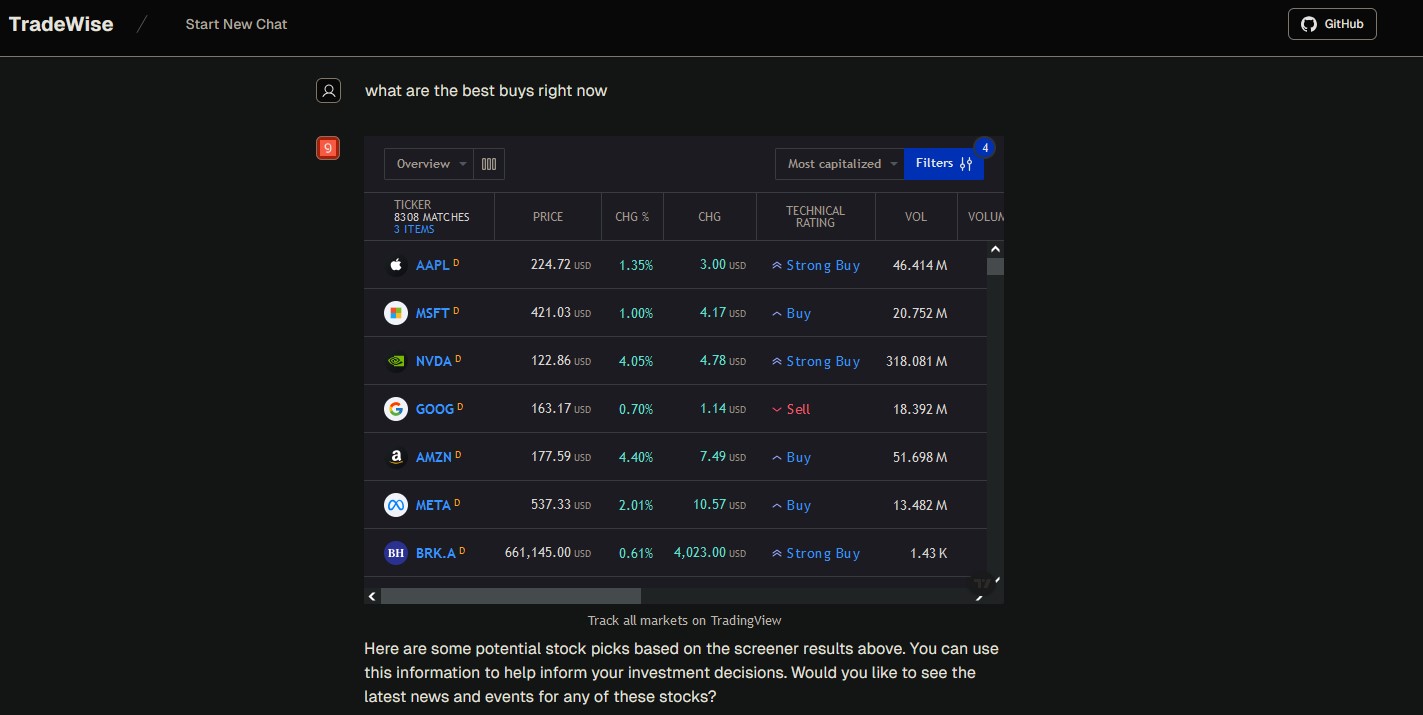 TradeWise / Start New Chat GitHub
what are the best buys right now
9
4
Overview Most capitalized Filters
TICKER
8308 MATCHES
3 ITEMS
PRICE CHG % CHG TECHNICAL RATING VOL VOLUM
AAPL D 224.72 USD 1.35% 3.00 USD Strong Buy 46.414 M
MSFT D 421.03 USD 1.00% 4.17 USD Buy 20.752 M
NVDA D 122.86 USD 4.05% 4.78 USD Strong Buy 318.081 M
GOOG D 163.17 USD 0.70% 1.14 USD Sell 18.392 M
a AMZN D 177.59 USD 4.40% 7.49 USD Buy 51.698 M
META D 537.33 USD 2.01% 10.57 USD Buy 13.482 M
BH BRK.A D 661,145.00 USD 0.61% 4,023.00 USD Strong Buy 1.43 K
Track all markets on TradingView
Here are some potential stock picks based on the screener results above. You can use
this information to help inform your investment decisions. Would you like to see the
latest news and events for any of these stocks?